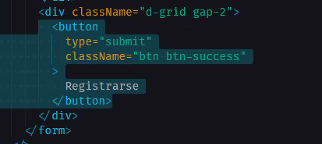 <div className="d-grid gap-2">
<button
type="submit"
className="btn btn-success"
>
Registrarse
</button>
</div>
</form>